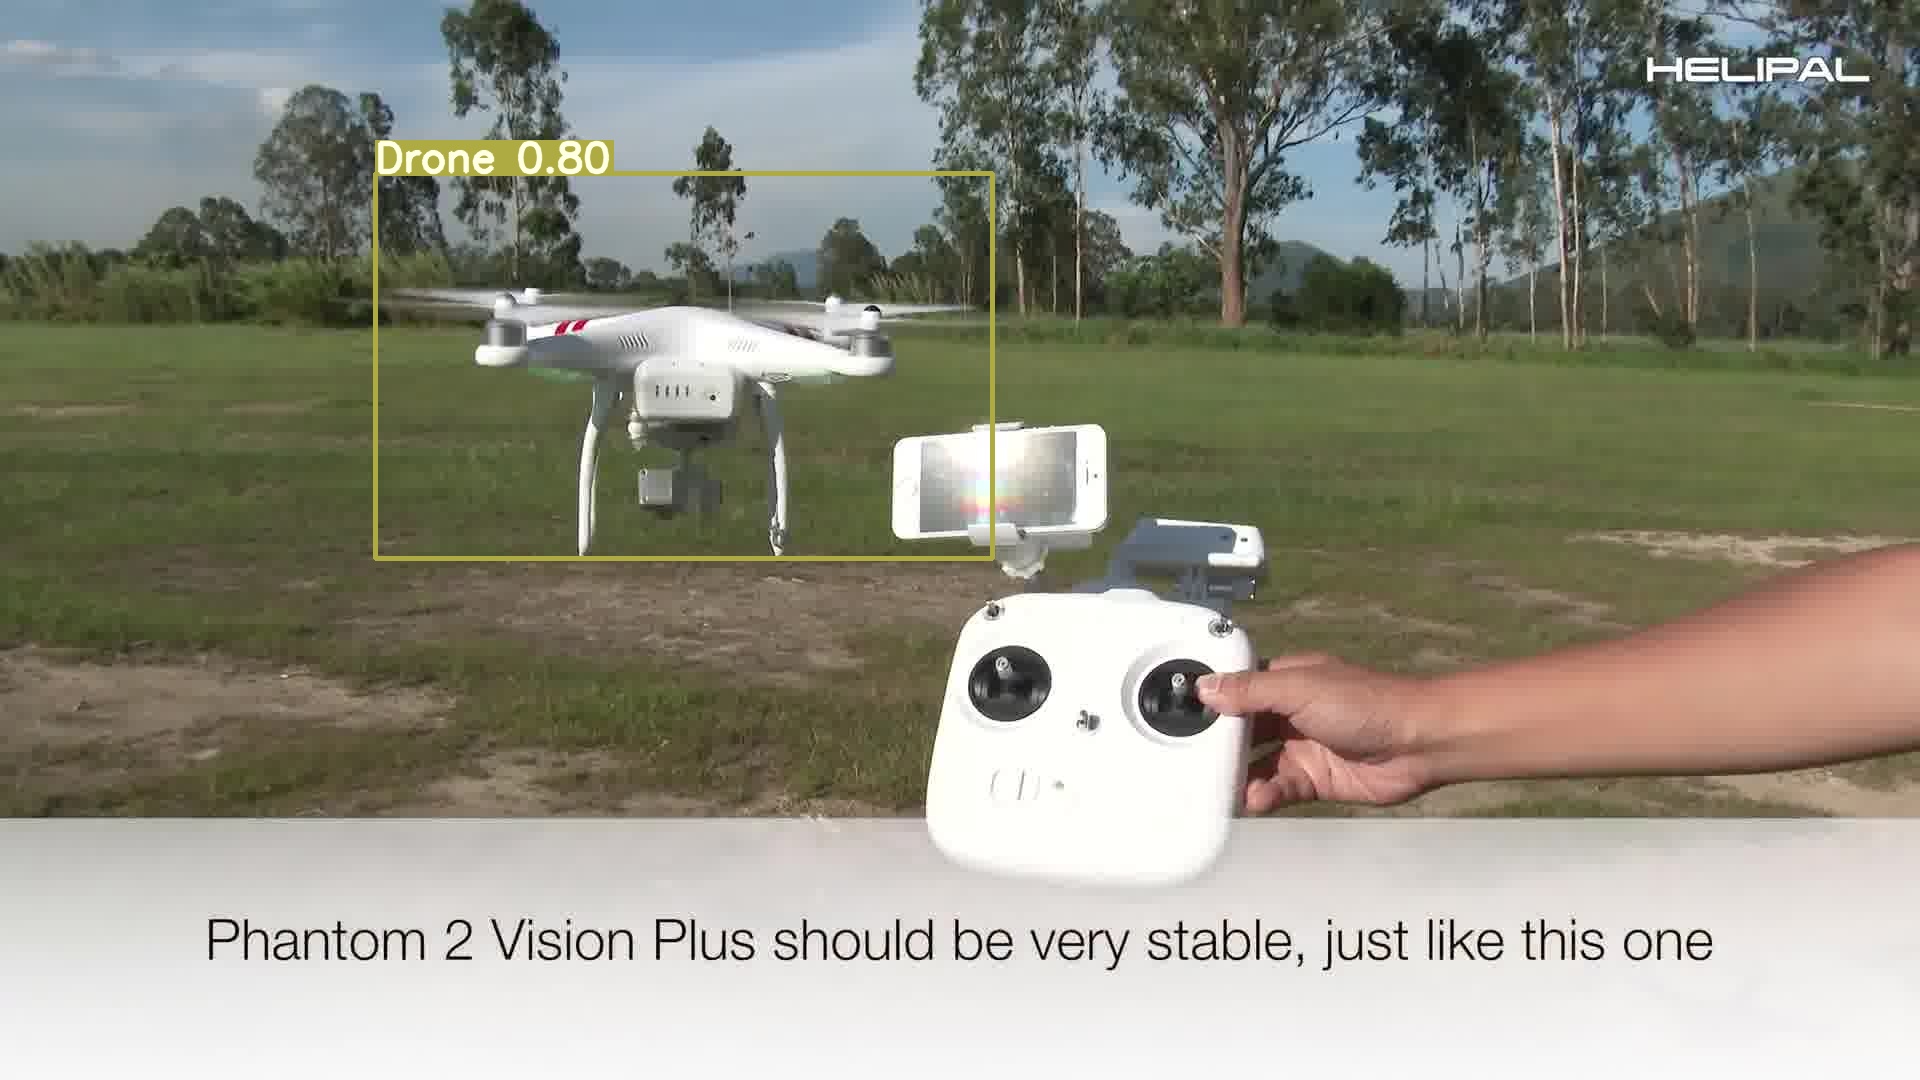 HELIPAL
Drone 0.80
Phantom 2 Vision Plus should be very stable, just like this one